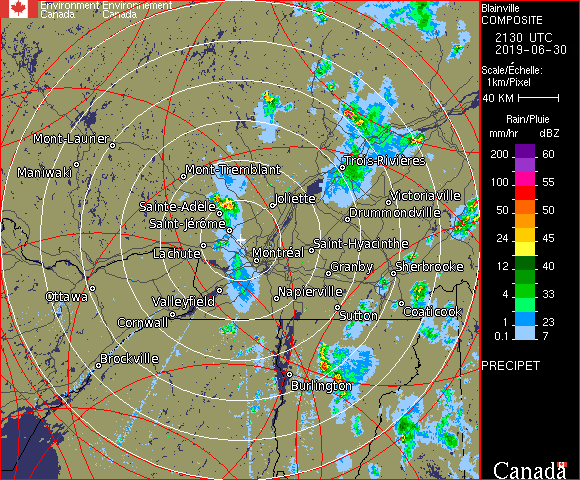 Environment Environnement
Canada Canada
Blainville
COMPOSITE
2130 UTC
2019-06-30
Scale/Échelle:
1km/Pixel
40 KM
Rain/Pluie
mm/hr dBZ
200 60
150 55
100 55
50 50
24 45
12 40
4 33
1 23
0.1 7
PRECIPET
Canada
Mont-Laurier
Maniwaki
Mont-Tremblant
Trois-Rivières
Sainte-Adèle
Joliette
Victoriaville
Drummondville
Saint-Jérôme
Lachute
Montréal
Saint-Hyacinthe
Granby
Sherbrooke
Ottawa
Valleyfield
Napierville
Cornwall
Sutton
Coaticook
Brockville
Burlington